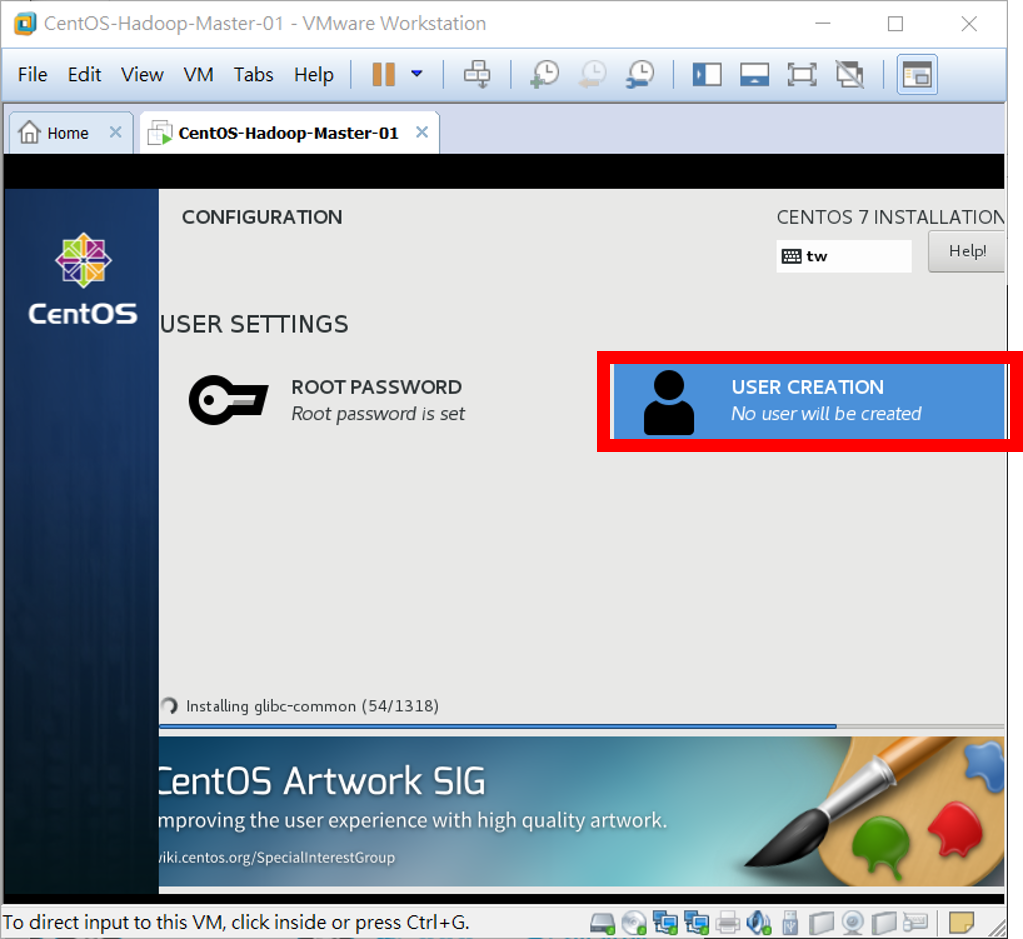 CentOS-Hadoop-Master-01 - VMware Workstation
File Edit View VM Tabs Help
Home CentOS-Hadoop-Master-01
CONFIGURATION
CENTOS 7 INSTALLATION
tw
Help!
CentOS
USER SETTINGS
ROOT PASSWORD
Root password is set
USER CREATION
No user will be created
Installing glibc-common (54/1318)
CentOS Artwork SIG
mproving the user experience with high quality artwork.
viki.centos.org/SpecialInterestGroup
To direct input to this VM, click inside or press Ctrl+G.